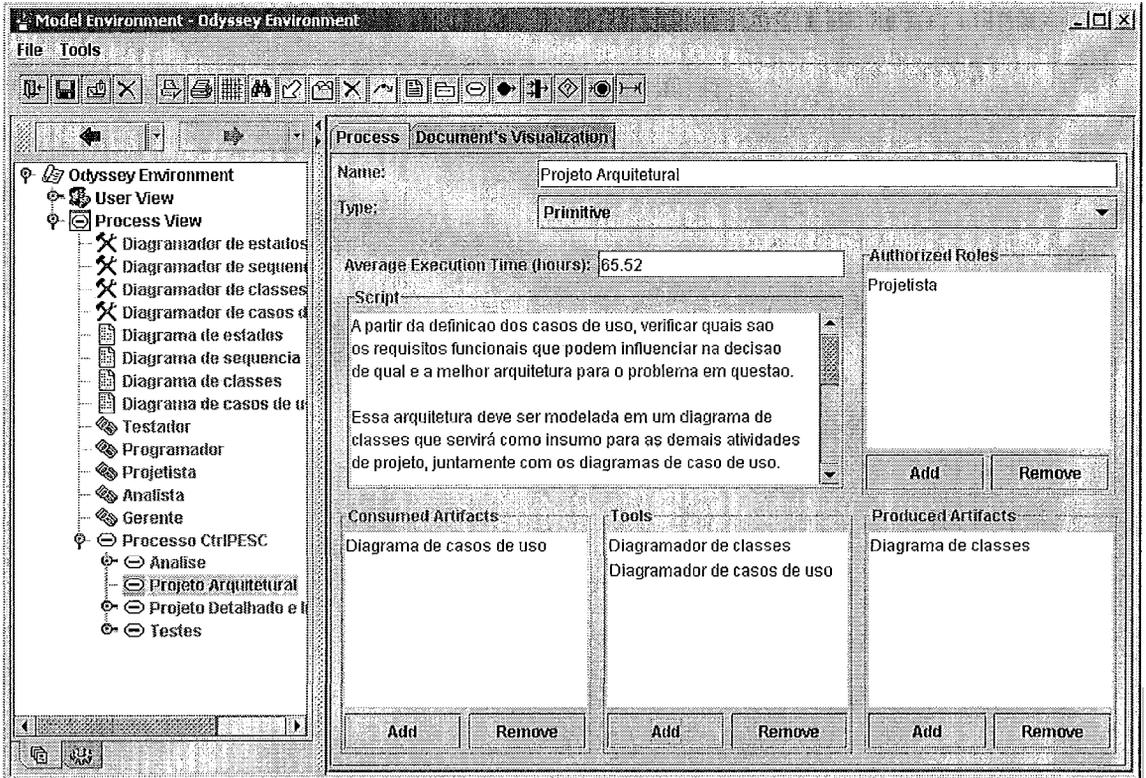 Model Environment - Odyssey Environment
File Tools
Odyssey Environment
User View
Process View
Diagramador de estados
Diagramador de sequen
Diagramador de classes
Diagramador de casos d
Diagrama de estados
Diagrama de sequencia
Diagrama de classes
Diagrama de casos de u
Testador
Programador
Projetista
Analista
Gerente
Processo CtrlPESC
Analise
Projeto Arquitetural
Projeto Detalhado e I
Testes
Process Document's Visualization
Name: Projeto Arquitetural
Type: Primitive
Average Execution Time (hours): 65.52
Script
A partir da definicao dos casos de uso, verificar quais sao
os requisitos funcionais que podem influenciar na decisao
de qual e a melhor arquitetura para o problema em questao.
Essa arquitetura deve ser modelada em um diagrama de
classes que servirá como insumo para as demais atividades
de projeto, juntamente com os diagramas de caso de uso.
Authorized Roles
Projetista
Add Remove
Consumed Artifacts
Diagrama de casos de uso
Add Remove
Tools
Diagramador de classes
Diagramador de casos de uso
Add Remove
Produced Artifacts
Diagrama de classes
Add Remove